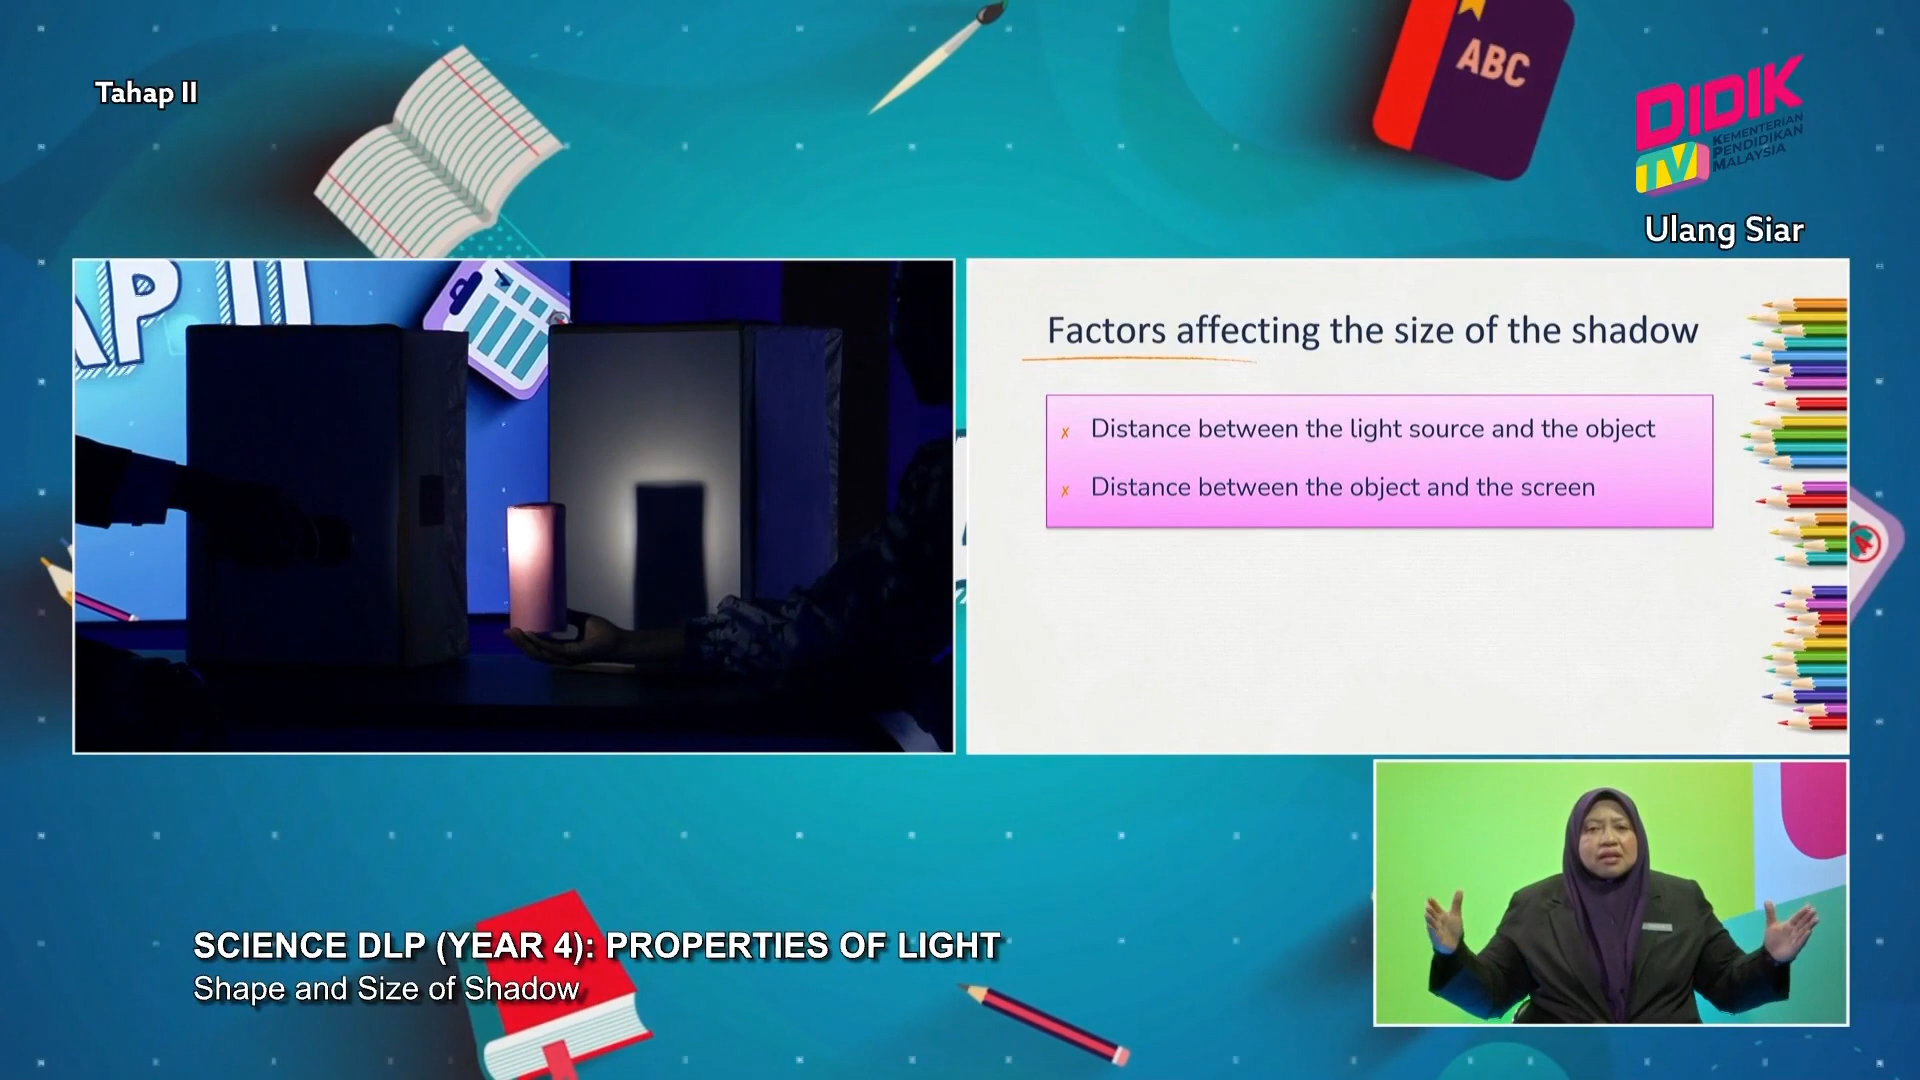 Tahap II
ABC
DIDIK
TV
KEMENTERIAN
PENDIDIKAN
MALAYSIA
Ulang Siar
AP II
Factors affecting the size of the shadow
x Distance between the light source and the object
x Distance between the object and the screen
A
SCIENCE DLP (YEAR 4): PROPERTIES OF LIGHT
Shape and Size of Shadow